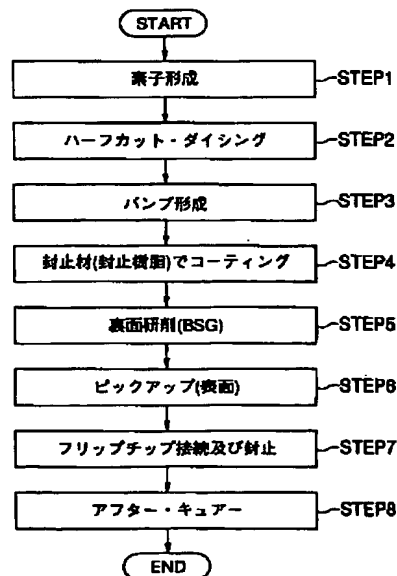 START
素子形成
STEP1
ハーフカット・ダイシング
STEP2
バンプ形成
STEP3
封止材(封止樹脂)でコーティング
STEP4
裏面研削(BSG)
STEP5
ピックアップ(表面)
STEP6
フリップチップ接続及び封止
STEP7
アフター・キュアー
STEP8
END